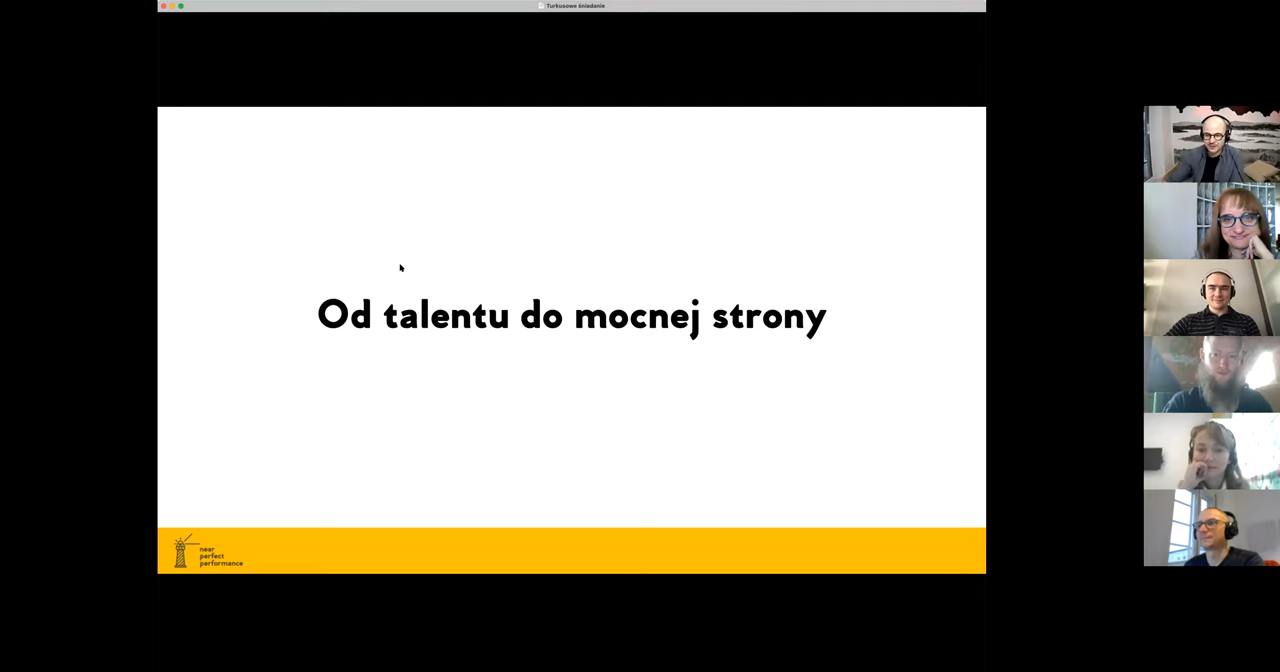 Turkusowe śniadanie
Od talentu do mocnej strony
near
perfect
performance